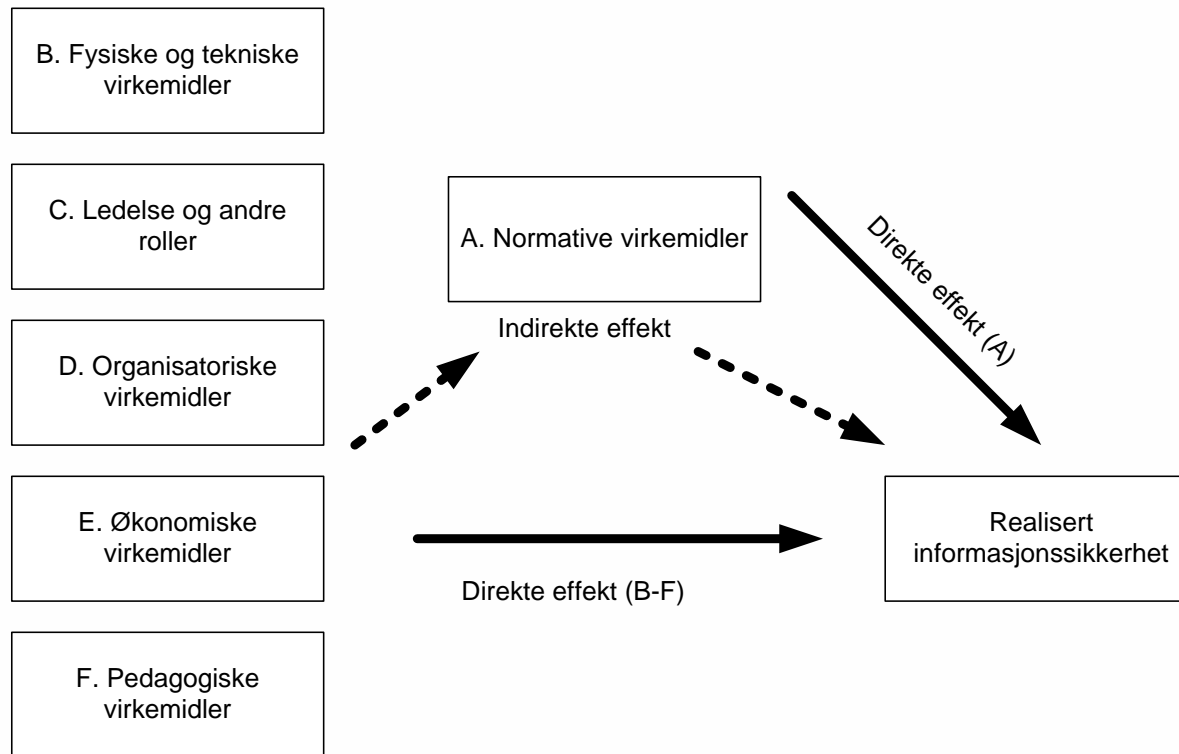 B. Fysiske og tekniske
virkemidler
C. Ledelse og andre
roller
A. Normative virkemidler
Direkte effekt (A)
Indirekte effekt
D. Organisatoriske
virkemidler
E. Økonomiske
virkemidler
Realisert
informasjonssikkerhet
Direkte effekt (B-F)
F. Pedagogiske
virkemidler